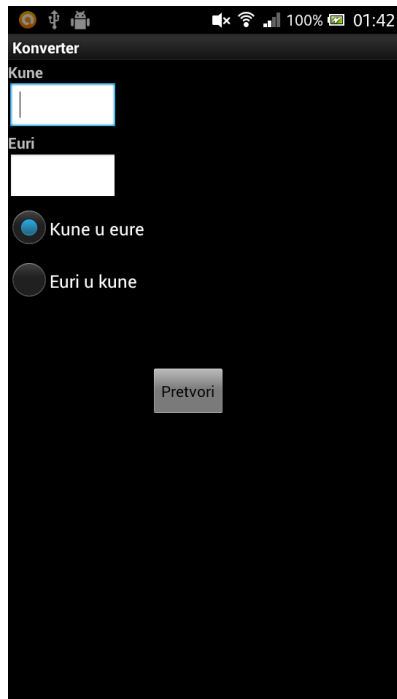 100% 01:42
Konverter
Kune
Euri
Kune u eure
Euri u kune
Pretvori